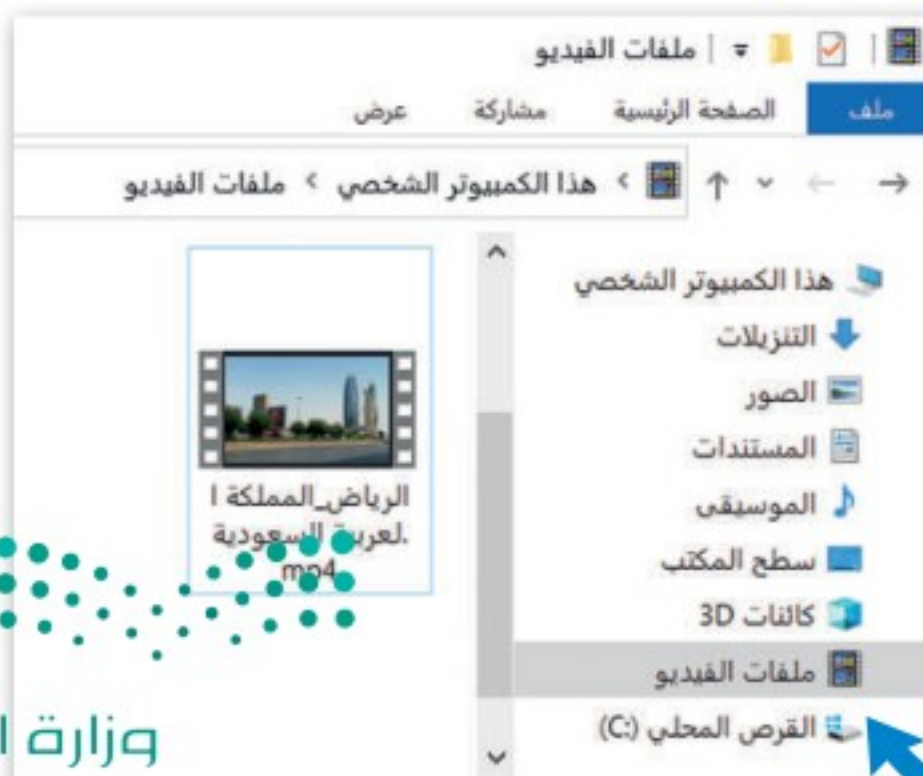 ملفات الفيديو
ملف الصفحة الرئيسية مشاركة عرض
هذا الكمبيوتر الشخصي › ملفات الفيديو
هذا الكمبيوتر الشخصي
التنزيلات
الصور
المستندات
الموسيقى
سطح المكتب
كائنات 3D
ملفات الفيديو
القرص المحلي (C:)
الرياض_المملكة ا
لعربية السعودية.
mp4
وزارة